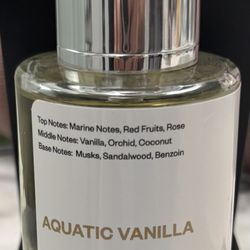 Top Notes: Marine Notes, Red Fruits, Rose
Middle Notes: Vanilla, Orchid, Coconut
Base Notes: Musks, Sandalwood, Benzoin
AQUATIC VANILLA